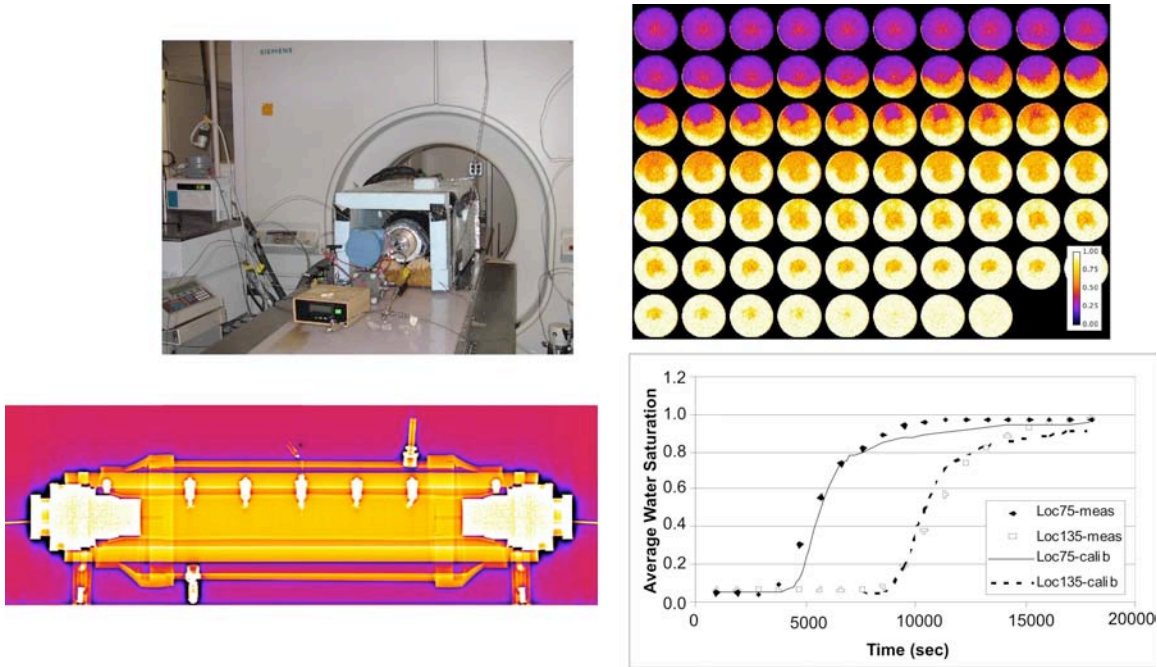 SIEMENS
1.00
0.75
0.50
0.25
0.00
1.2
1.0
0.8
0.6
0.4
0.2
0.0
Average Water Saturation
Loc75-meas
Loc135-meas
Loc75-calib
Loc135-calib
0 5000 10000 15000 20000
Time (sec)